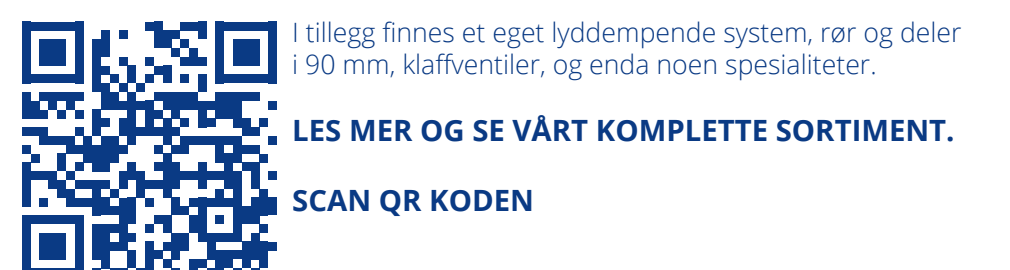 I tillegg finnes et eget lyddempende system, rør og deler
i 90 mm, klaffventiler, og enda noen spesialiteter.
LES MER OG SE VÅRT KOMPLETTE SORTIMENT.
SCAN QR KODEN